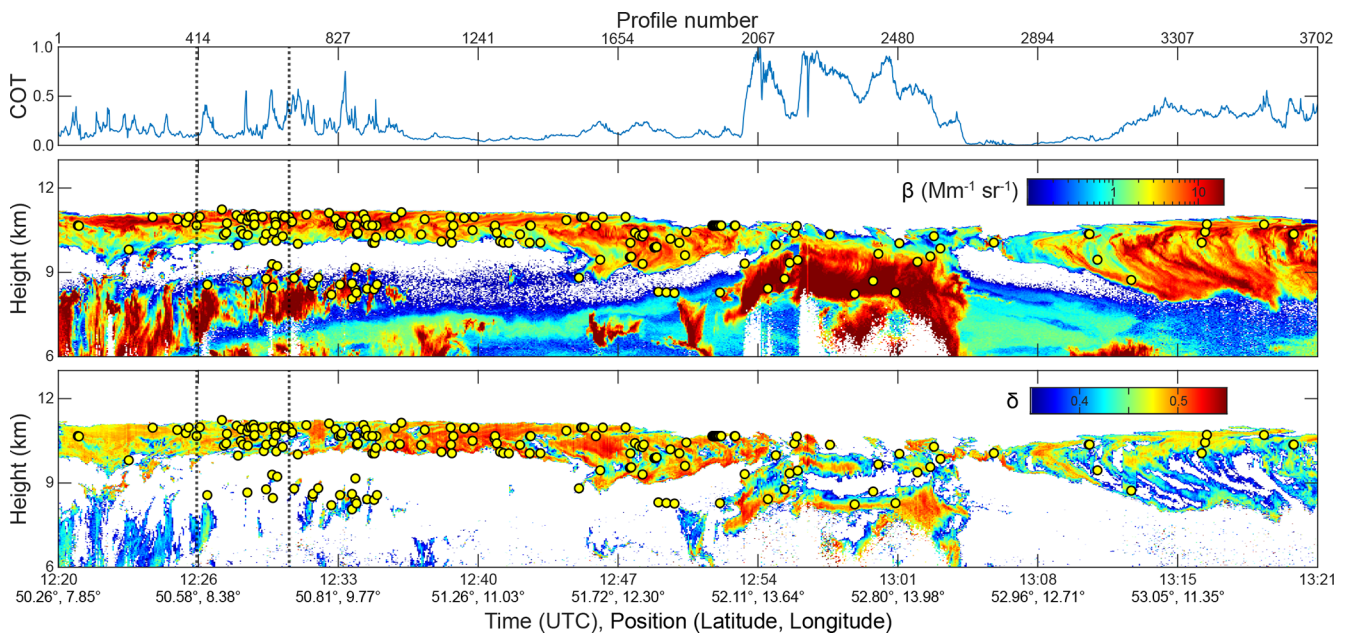 Profile number
1 414 827 1241 1654 2067 2480 2894 3307 3702
1.0
COT
0.5
0.0
12
β (Mm⁻¹ sr⁻¹)
1 10
Height (km)
9
6
12
δ
0.4 0.5
Height (km)
9
6
12:20 12:26 12:33 12:40 12:47 12:54 13:01 13:08 13:15 13:21
50.26°, 7.85° 50.58°, 8.38° 50.81°, 9.77° 51.26°, 11.03° 51.72°, 12.30° 52.11°, 13.64° 52.80°, 13.98° 52.96°, 12.71° 53.05°, 11.35°
Time (UTC), Position (Latitude, Longitude)